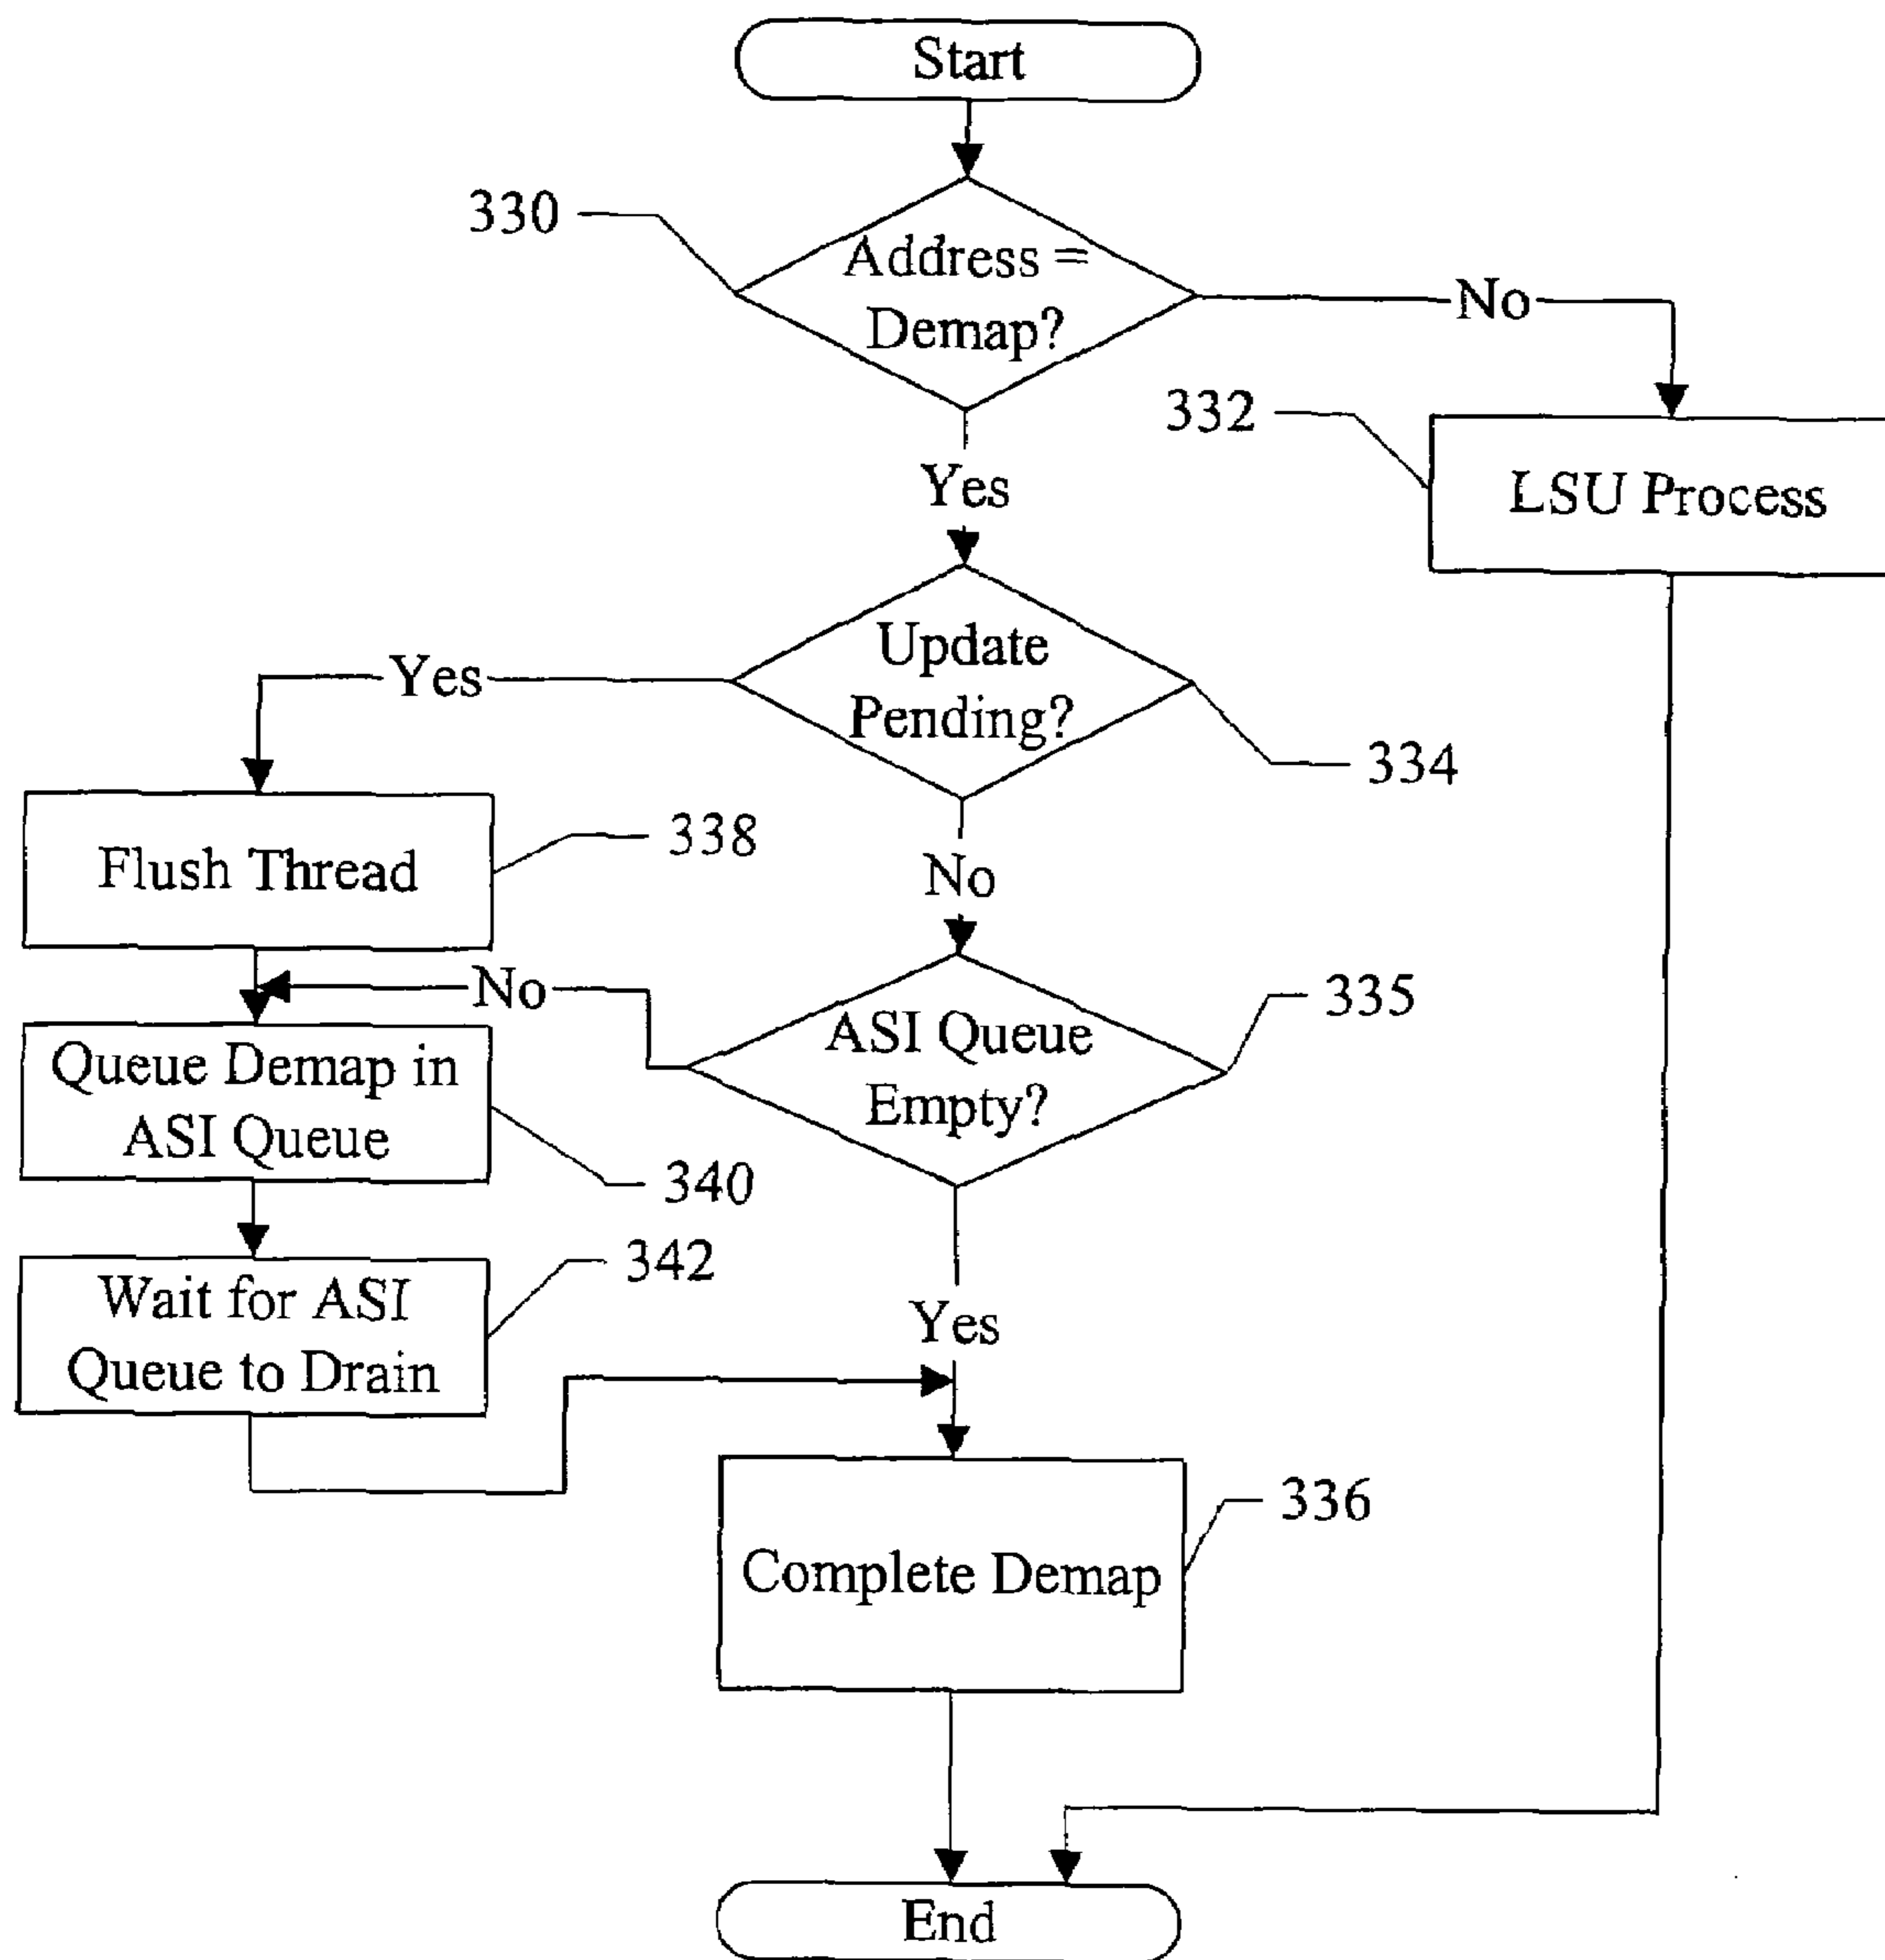 Start
330
Address =
Demap?
No
332
LSU Process
Yes
Update
Pending?
Yes
334
Flush Thread
338
No
ASI Queue
Empty?
335
No
Queue Demap in
ASI Queue
340
Wait for ASI
Queue to Drain
342
Yes
Complete Demap
336
End